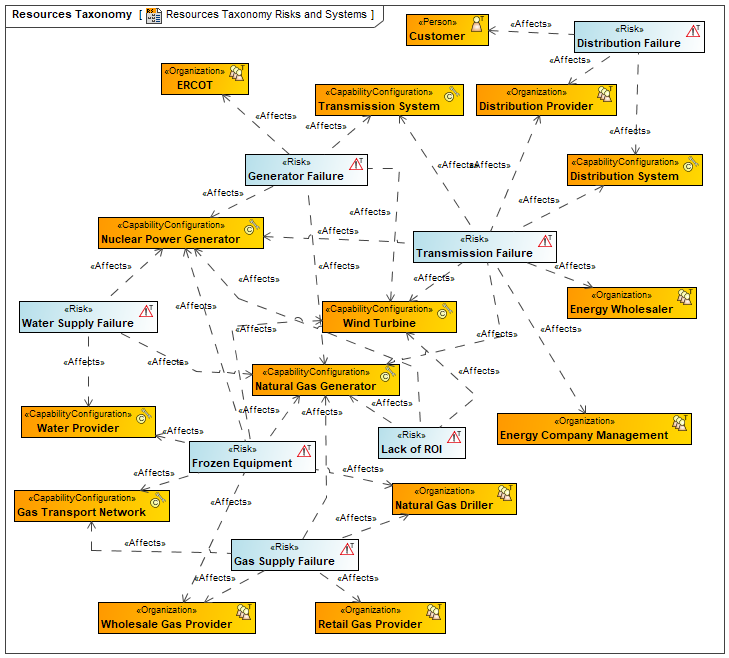 Resources Taxonomy [ Resources Taxonomy Risks and Systems ]
«Person»
Customer
«Affects»
«Risk»
Distribution Failure
«Affects»
«Organization»
ERCOT
«CapabilityConfiguration»
Transmission System
«Organization»
Distribution Provider
«Affects»
«Affects»
«Affects»
«Risk»
Generator Failure
«Affects»
«Affects»
«CapabilityConfiguration»
Distribution System
«Affects»
«Affects»
«Affects»
«CapabilityConfiguration»
Nuclear Power Generator
«Risk»
Transmission Failure
«Affects»
«Affects»
«Affects»
«Affects»
«Affects»
«Affects»
«Organization»
Energy Wholesaler
«Risk»
Water Supply Failure
«Affects»
«CapabilityConfiguration»
Wind Turbine
«Affects»
«Affects»
«Affects»
«Affects»
«Affects»
«CapabilityConfiguration»
Natural Gas Generator
«Affects»
«Affects»
«CapabilityConfiguration»
Water Provider
«Affects»
«Affects»
«Affects»
«Affects»
«Organization»
Energy Company Management
«Risk»
Frozen Equipment
«Risk»
Lack of ROI
«Affects»
«Affects»
«CapabilityConfiguration»
Gas Transport Network
«Organization»
Natural Gas Driller
«Affects»
«Affects»
«Affects»
«Risk»
Gas Supply Failure
«Affects»
«Affects»
«Organization»
Wholesale Gas Provider
«Organization»
Retail Gas Provider